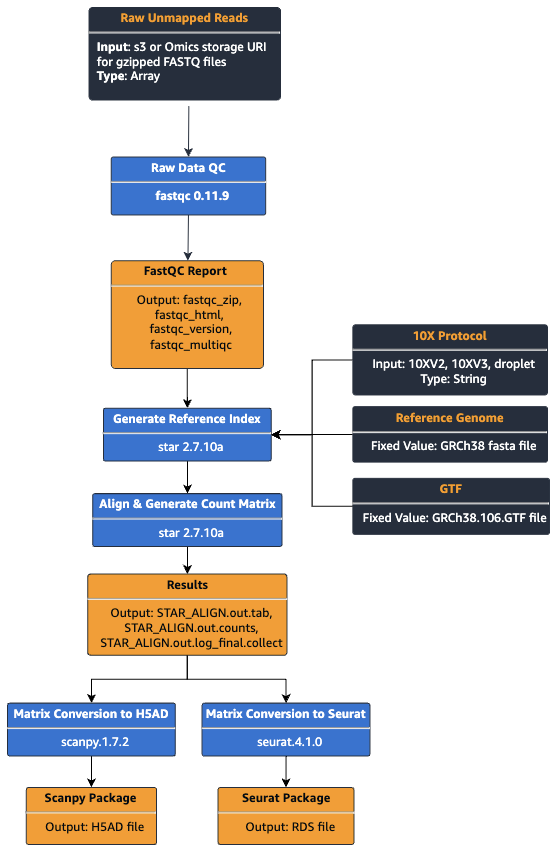 Raw Unmapped Reads
Input: s3 or Omics storage URI
for gzipped FASTQ files
Type: Array
Raw Data QC
fastqc 0.11.9
FastQC Report
Output: fastqc_zip,
fastqc_html,
fastqc_version,
fastqc_multiqc
10X Protocol
Input: 10XV2, 10XV3, droplet
Type: String
Generate Reference Index
star 2.7.10a
Reference Genome
Fixed Value: GRCh38 fasta file
GTF
Fixed Value: GRCh38.106.GTF file
Align & Generate Count Matrix
star 2.7.10a
Results
Output: STAR_ALIGN.out.tab,
STAR_ALIGN.out.counts,
STAR_ALIGN.out.log_final.collect
Matrix Conversion to H5AD
scanpy.1.7.2
Matrix Conversion to Seurat
seurat.4.1.0
Scanpy Package
Output: H5AD file
Seurat Package
Output: RDS file